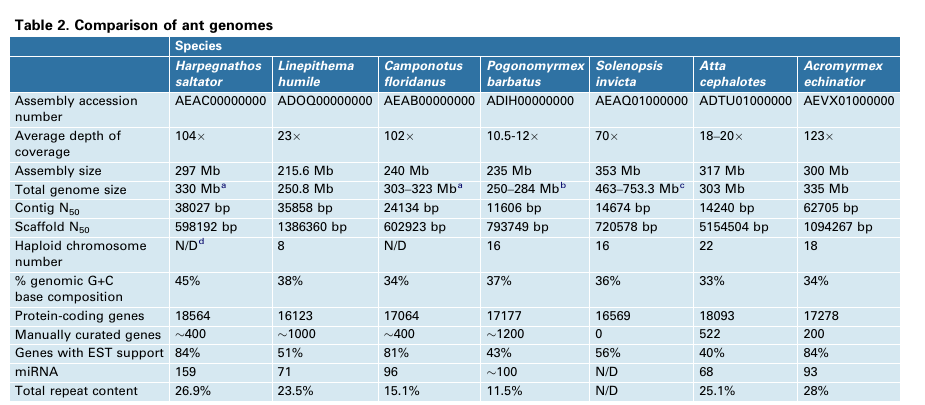 Table 2. Comparison of ant genomes
Species
Harpegnathos saltator Linepithema humile Camponotus floridanus Pogonomyrmex barbatus Solenopsis invicta Atta cephalotes Acromyrmex echinatior
Assembly accession number AEAC00000000 ADOQ00000000 AEAB00000000 ADIH00000000 AEAQ01000000 ADTU01000000 AEVX01000000
Average depth of coverage 104× 23× 102× 10.5-12× 70× 18–20× 123×
Assembly size 297 Mb 215.6 Mb 240 Mb 235 Mb 353 Mb 317 Mb 300 Mb
Total genome size 330 Mba 250.8 Mb 303–323 Mba 250–284 Mbb 463–753.3 Mbc 303 Mb 335 Mb
Contig N50 38027 bp 35858 bp 24134 bp 11606 bp 14674 bp 14240 bp 62705 bp
Scaffold N50 598192 bp 1386360 bp 602923 bp 793749 bp 720578 bp 5154504 bp 1094267 bp
Haploid chromosome number N/Dd 8 N/D 16 16 22 18
% genomic G+C base composition 45% 38% 34% 37% 36% 33% 34%
Protein-coding genes 18564 16123 17064 17177 16569 18093 17278
Manually curated genes ~400 ~1000 ~400 ~1200 0 522 200
Genes with EST support 84% 51% 81% 43% 56% 40% 84%
miRNA 159 71 96 ~100 N/D 68 93
Total repeat content 26.9% 23.5% 15.1% 11.5% N/D 25.1% 28%